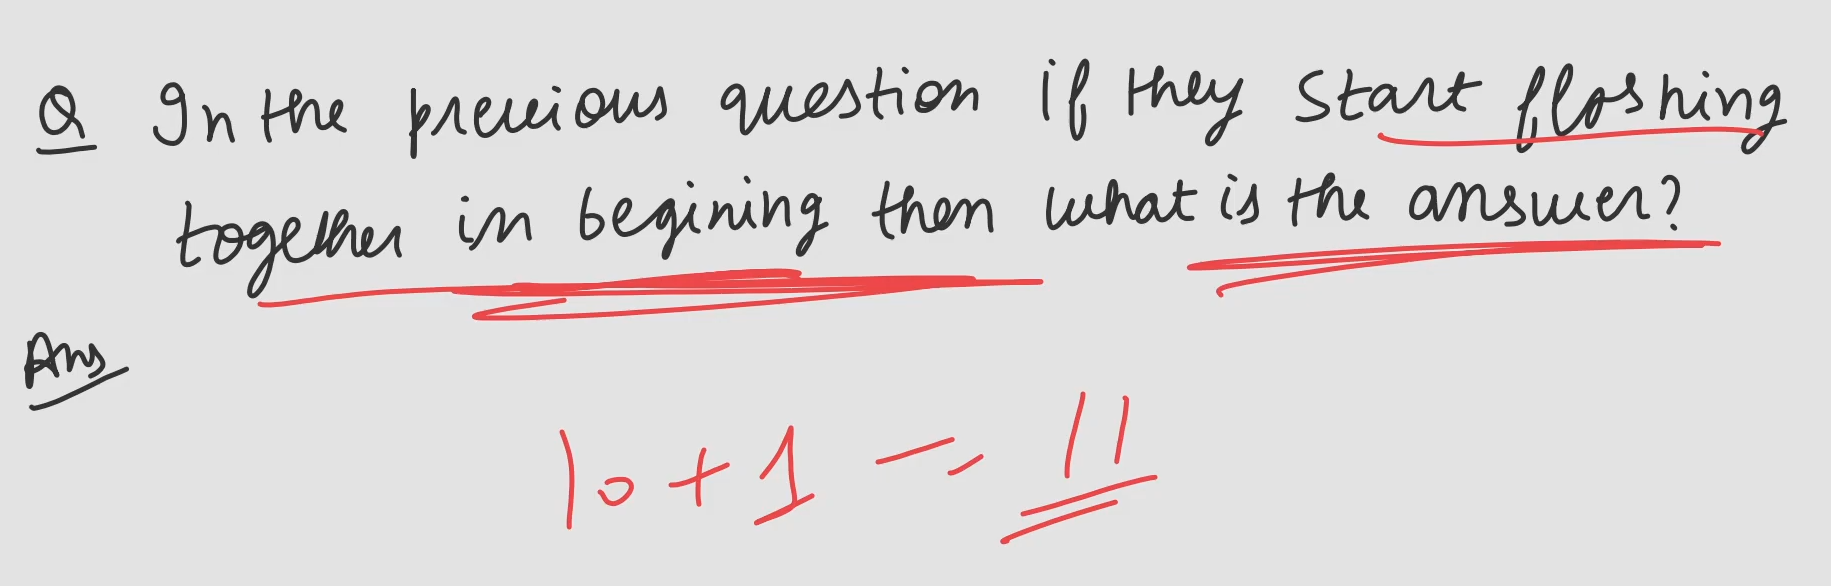 Q In the previous question if they start flashing
together in begining then what is the answer?
Ans
10 + 1 = 11